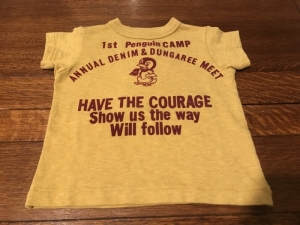 1st Penguin CAMP
ANNUAL DENIM & DUNGAREE MEET
HAVE THE COURAGE
Show us the way
Will follow